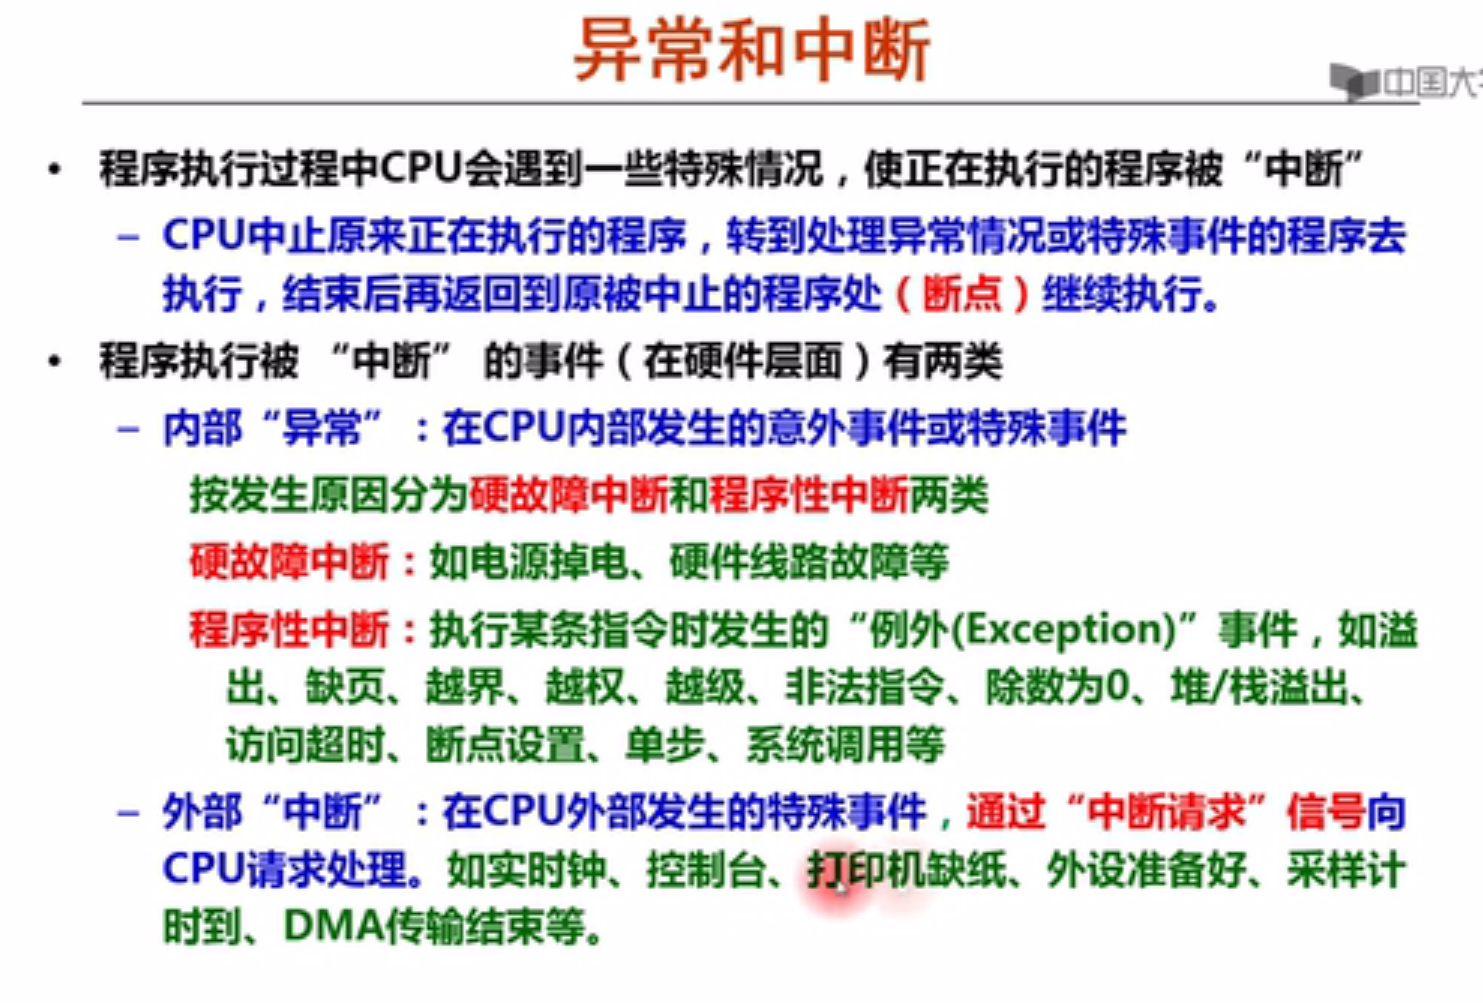 异常和中断
中国大
• 程序执行过程中CPU会遇到一些特殊情况，使正在执行的程序被“中断”
– CPU中止原来正在执行的程序，转到处理异常情况或特殊事件的程序去
执行，结束后再返回到原被中止的程序处（断点）继续执行。
• 程序执行被 “中断” 的事件（在硬件层面）有两类
– 内部“异常”：在CPU内部发生的意外事件或特殊事件
按发生原因分为硬故障中断和程序性中断两类
硬故障中断：如电源掉电、硬件线路故障等
程序性中断：执行某条指令时发生的“例外(Exception)”事件，如溢
出、缺页、越界、越权、越级、非法指令、除数为0、堆/栈溢出、
访问超时、断点设置、单步、系统调用等
– 外部“中断”：在CPU外部发生的特殊事件，通过“中断请求”信号向
CPU请求处理。如实时钟、控制台、打印机缺纸、外设准备好、采样计
时到、DMA传输结束等。